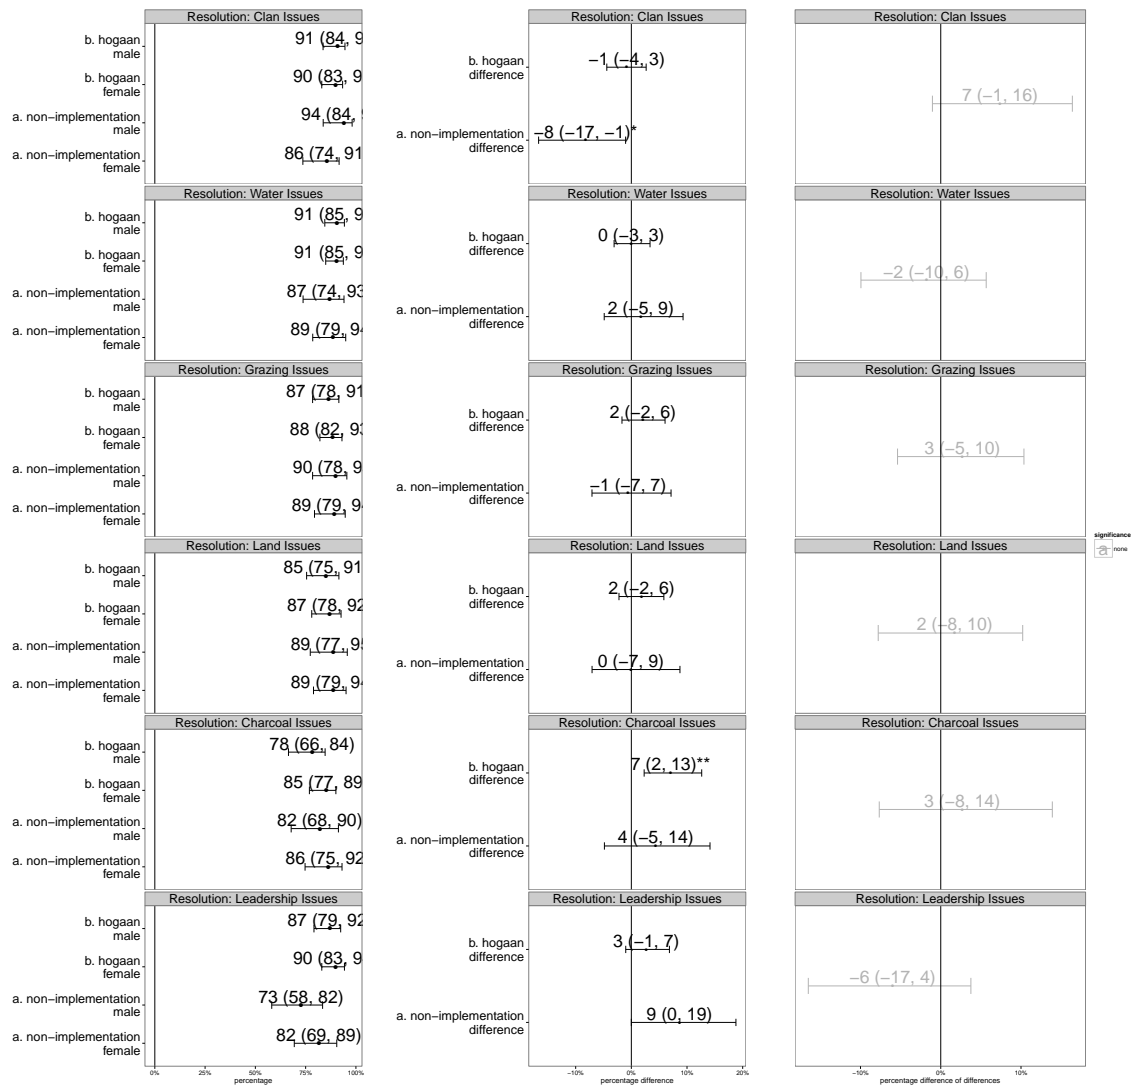 Resolution: Clan Issues
b. hogaan
male
91 (84, 9
b. hogaan
female
90 (83, 9
a. non−implementation
male
94 (84,
a. non−implementation
female
86 (74, 91
Resolution: Water Issues
b. hogaan
male
91 (85, 9
b. hogaan
female
91 (85, 9
a. non−implementation
male
87 (74, 93
a. non−implementation
female
89 (79, 94
Resolution: Grazing Issues
b. hogaan
male
87 (78, 91
b. hogaan
female
88 (82, 93
a. non−implementation
male
90 (78, 9
a. non−implementation
female
89 (79, 94
Resolution: Land Issues
b. hogaan
male
85 (75, 91
b. hogaan
female
87 (78, 92
a. non−implementation
male
89 (77, 95
a. non−implementation
female
89 (79, 94
Resolution: Charcoal Issues
b. hogaan
male
78 (66, 84)
b. hogaan
female
85 (77, 89
a. non−implementation
male
82 (68, 90)
a. non−implementation
female
86 (75, 92
Resolution: Leadership Issues
b. hogaan
male
87 (79, 92
b. hogaan
female
90 (83, 9
a. non−implementation
male
73 (58, 82)
a. non−implementation
female
82 (69, 89)
0% 25% 50% 75% 100%
percentage
Resolution: Clan Issues
b. hogaan
difference
−1 (−4, 3)
a. non−implementation
difference
−8 (−17, −1)*
Resolution: Water Issues
b. hogaan
difference
0 (−3, 3)
a. non−implementation
difference
2 (−5, 9)
Resolution: Grazing Issues
b. hogaan
difference
2 (−2, 6)
a. non−implementation
difference
−1 (−7, 7)
Resolution: Land Issues
b. hogaan
difference
2 (−2, 6)
a. non−implementation
difference
0 (−7, 9)
Resolution: Charcoal Issues
b. hogaan
difference
7 (2, 13)**
a. non−implementation
difference
4 (−5, 14)
Resolution: Leadership Issues
b. hogaan
difference
3 (−1, 7)
a. non−implementation
difference
9 (0, 19)
−10% 0% 10% 20%
percentage difference
Resolution: Clan Issues
7 (−1, 16)
Resolution: Water Issues
−2 (−10, 6)
Resolution: Grazing Issues
3 (−5, 10)
Resolution: Land Issues
2 (−8, 10)
Resolution: Charcoal Issues
3 (−8, 14)
Resolution: Leadership Issues
−6 (−17, 4)
−10% 0% 10%
percentage difference of differences
significance
a none